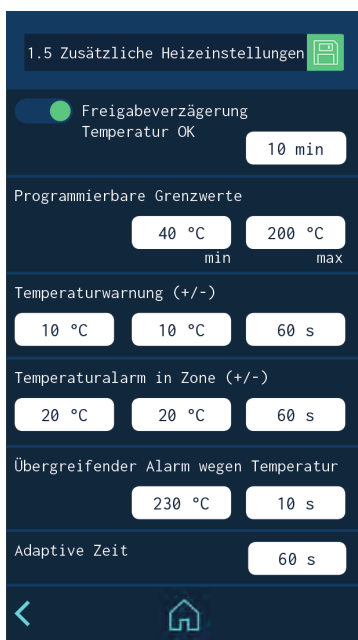 1.5 Zusätzliche Heizeinstellungen
Freigabeverzägerung
Temperatur OK
10 min
Programmierbare Grenzwerte
40 °C 200 °C
min max
Temperaturwarnung (+/-)
10 °C 10 °C 60 s
Temperaturalarm in Zone (+/-)
20 °C 20 °C 60 s
Übergreifender Alarm wegen Temperatur
230 °C 10 s
Adaptive Zeit
60 s